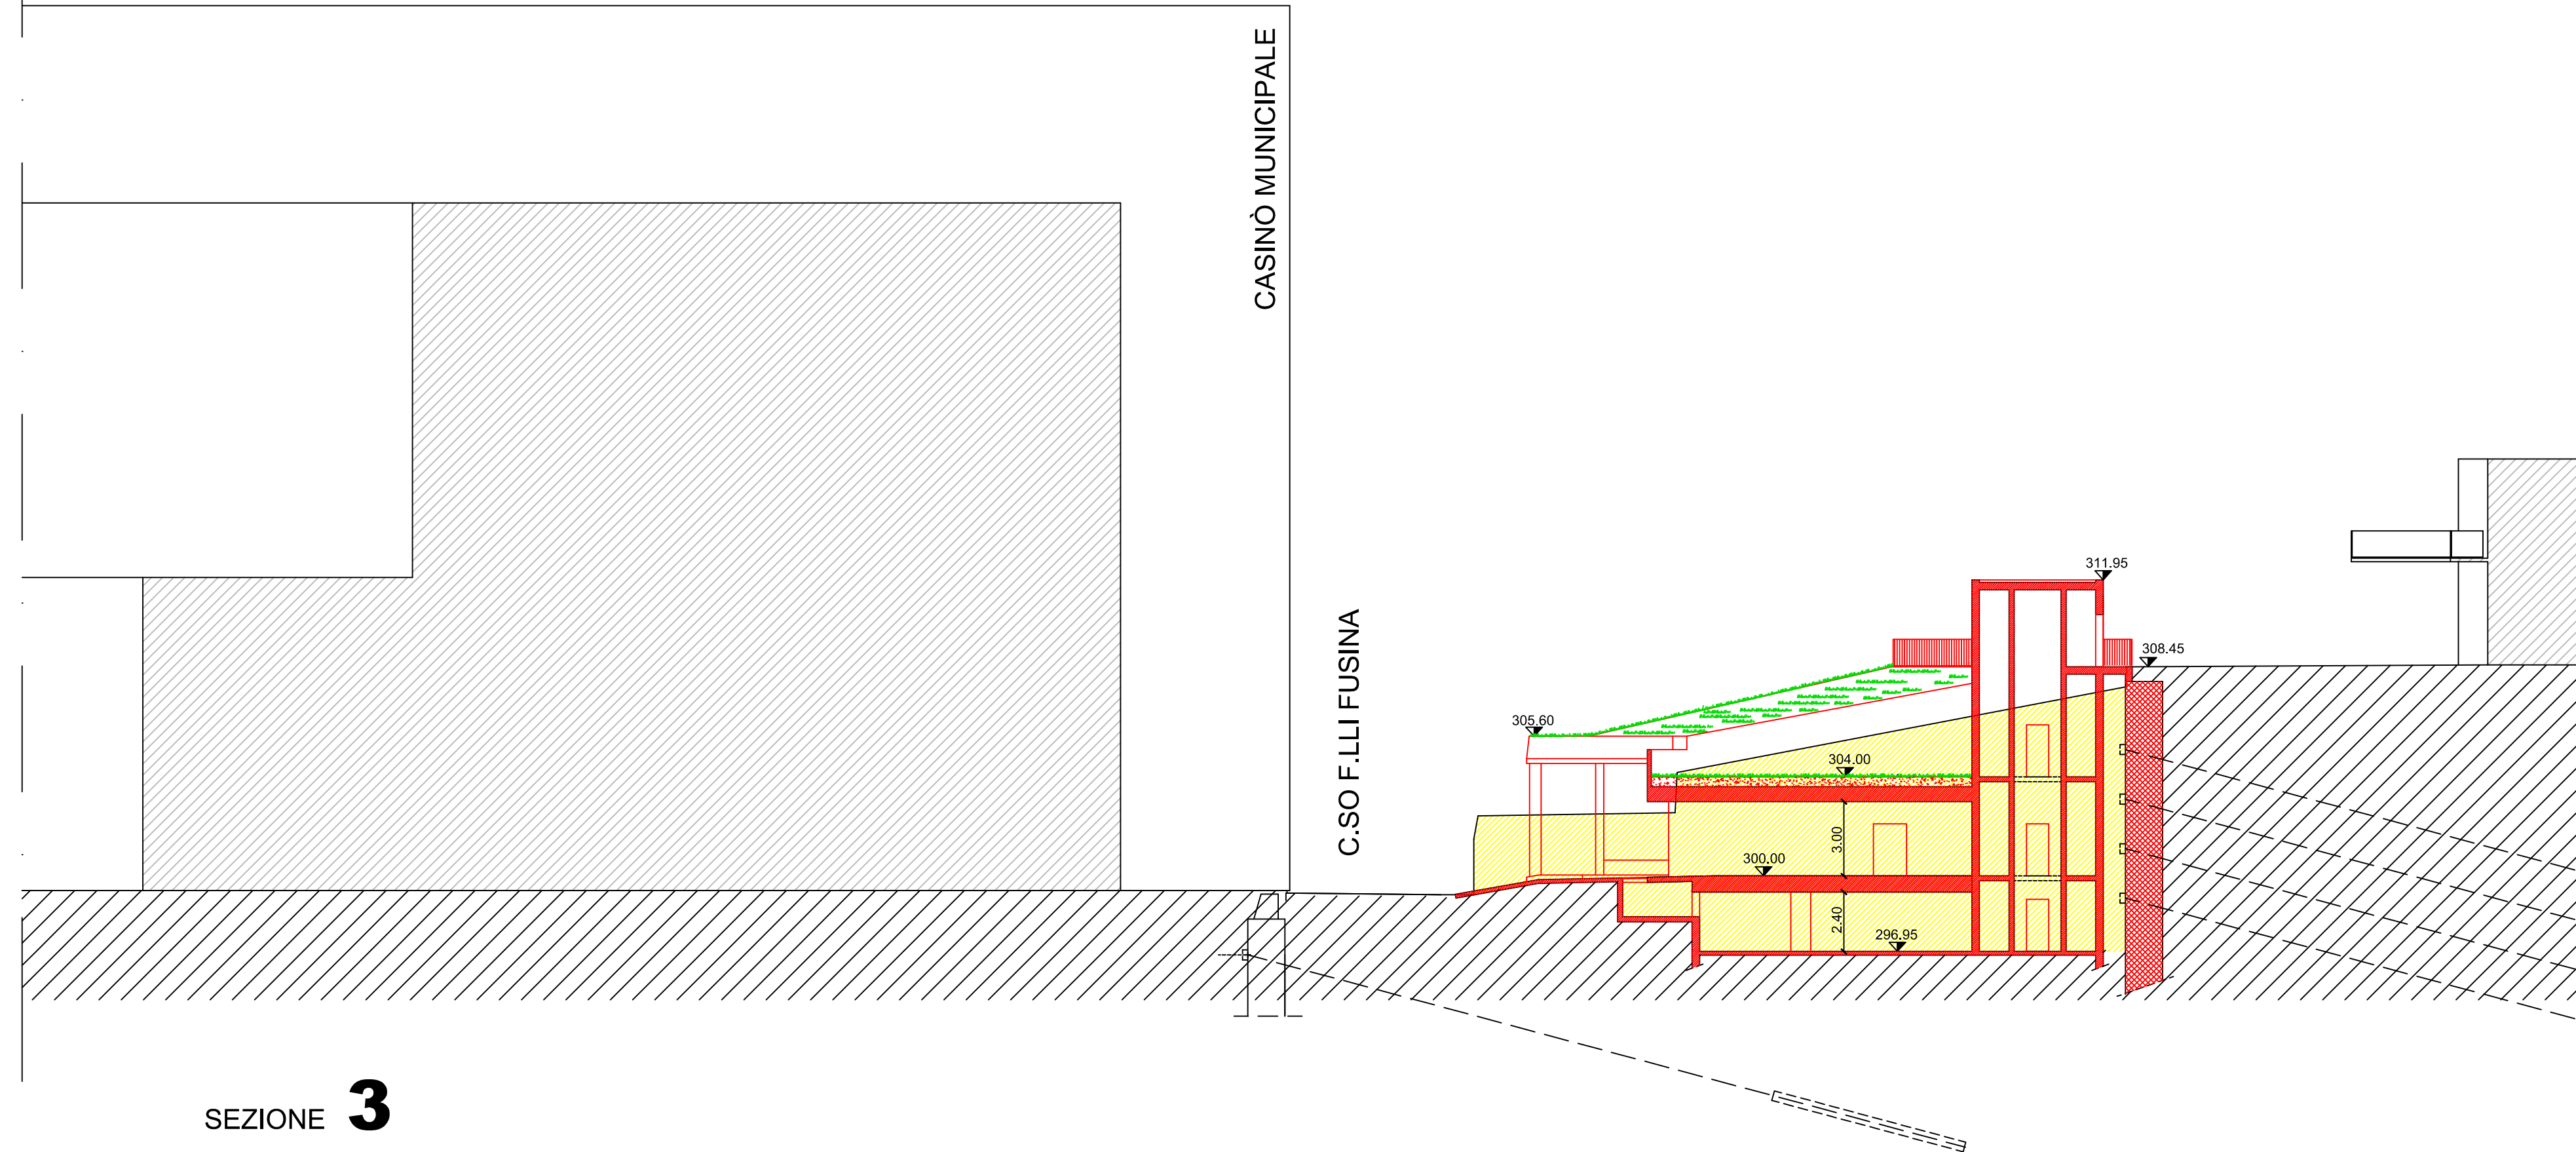 CASINÒ MUNICIPALE
C.SO F.LLI FUSINA
311.95
308.45
305.60
304.00
3.00
300.00
2.40
296.95
SEZIONE 3